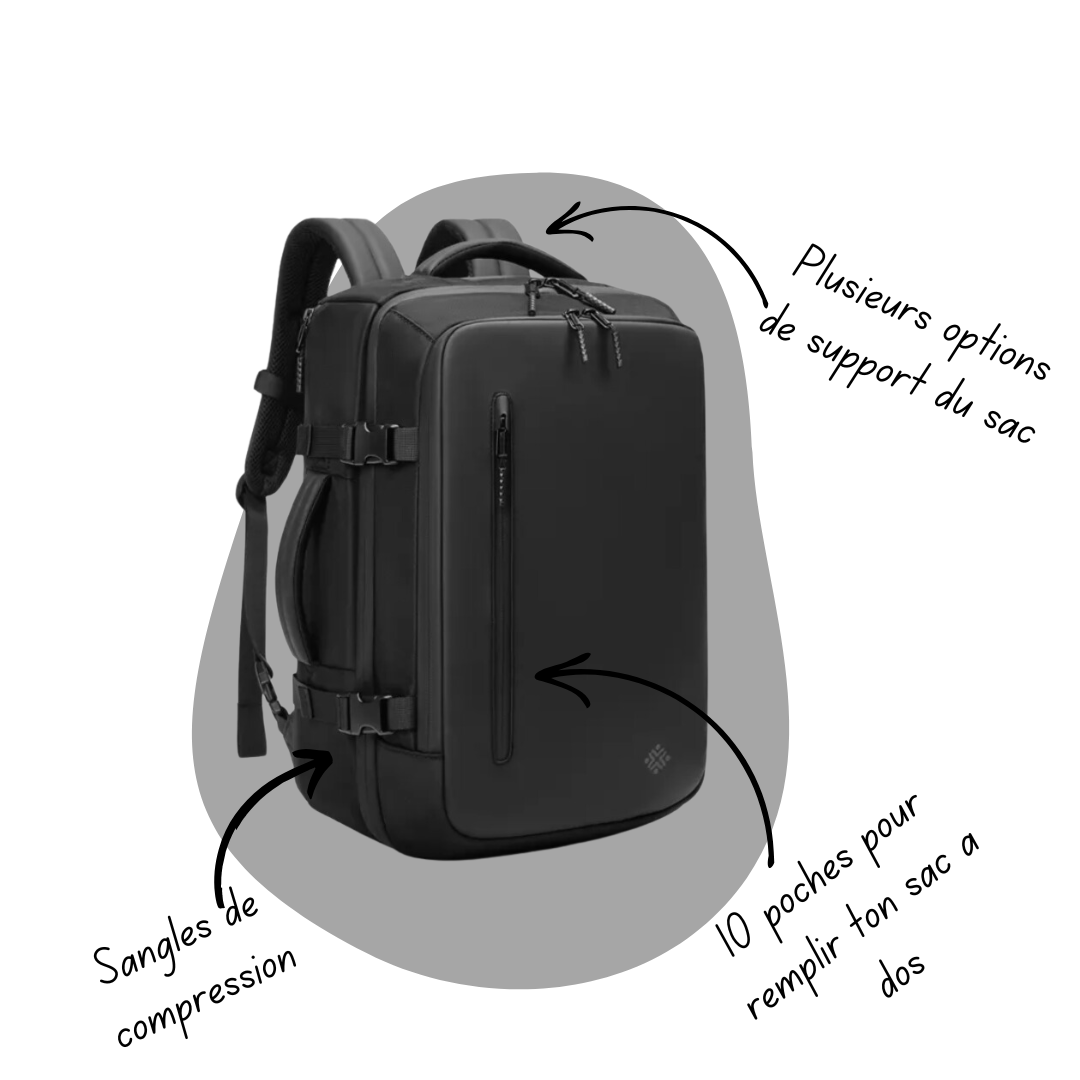 Plusieurs options
de support du sac
10 poches pour
remplir ton sac a
dos
Sangles de
compression